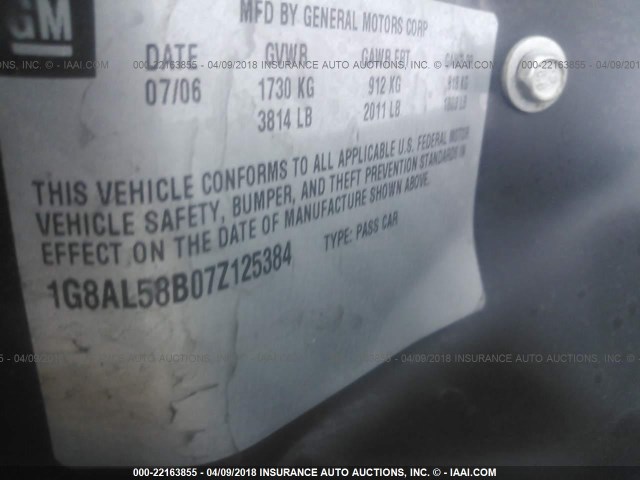 GM
MFD BY GENERAL MOTORS CORP
DATE GVWR GAWR FRT
07/06 1730 KG 912 KG
3814 LB 2011 LB LB
THIS VEHICLE CONFORMS TO ALL APPLICABLE U.S. FEDERAL MOTOR
VEHICLE SAFETY, BUMPER, AND THEFT PREVENTION STANDARDS IN
EFFECT ON THE DATE OF MANUFACTURE SHOWN ABOVE.
1G8AL58B07Z125384 TYPE: PASS CAR
000-22163855 - 04/09/2018 INSURANCE AUTO AUCTIONS, INC. © - IAAI.COM